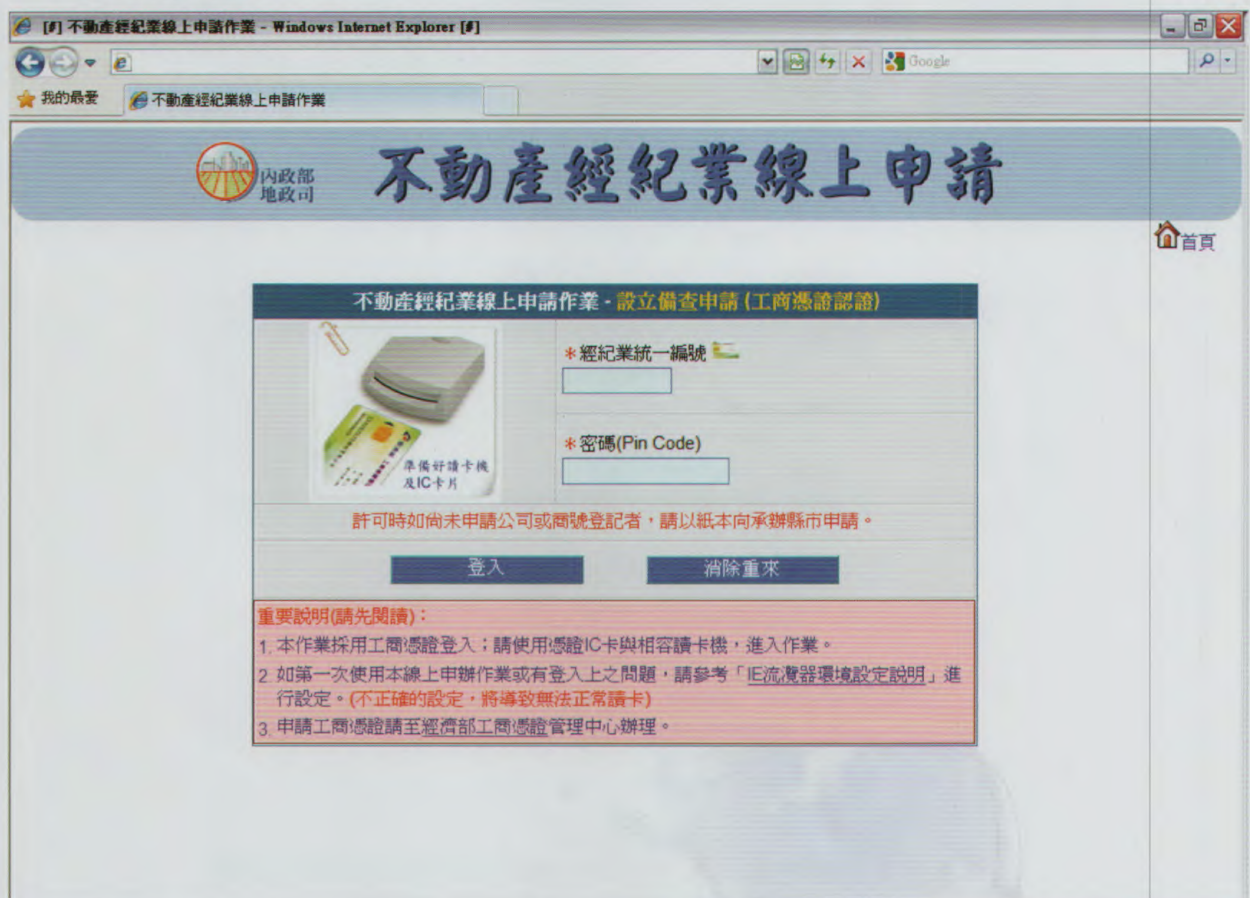 [#] 不動產經紀業線上申請作業 - Windows Internet Explorer [#]
Google
我的最愛 不動產經紀業線上申請作業
內政部
地政司
不動產經紀業線上申請
首頁
不動產經紀業線上申請作業 - 設立備查申請 (工商憑證認證)
*經紀業統一編號
*密碼(Pin Code)
準備好讀卡機
及IC卡片
許可時如尚未申請公司或商號登記者,請以紙本向承辦縣市申請。
登入 消除重來
重要說明(請先閱讀):
1. 本作業採用工商憑證登入;請使用憑證IC卡與相容讀卡機,進入作業。
2. 如第一次使用本線上申辦作業或有登入上之問題,請參考「IE流灠器環境設定說明」進
行設定。(不正確的設定,將導致無法正常讀卡)
3. 申請工商憑證請至經濟部工商憑證管理中心辦理。